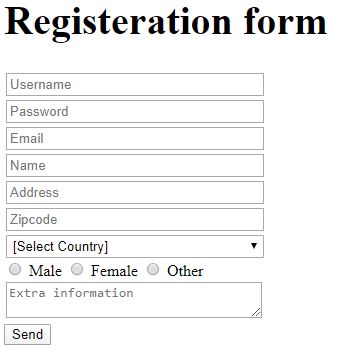 Registeration form
Username
Password
Email
Name
Address
Zipcode
[Select Country]
Male Female Other
Extra information
Send